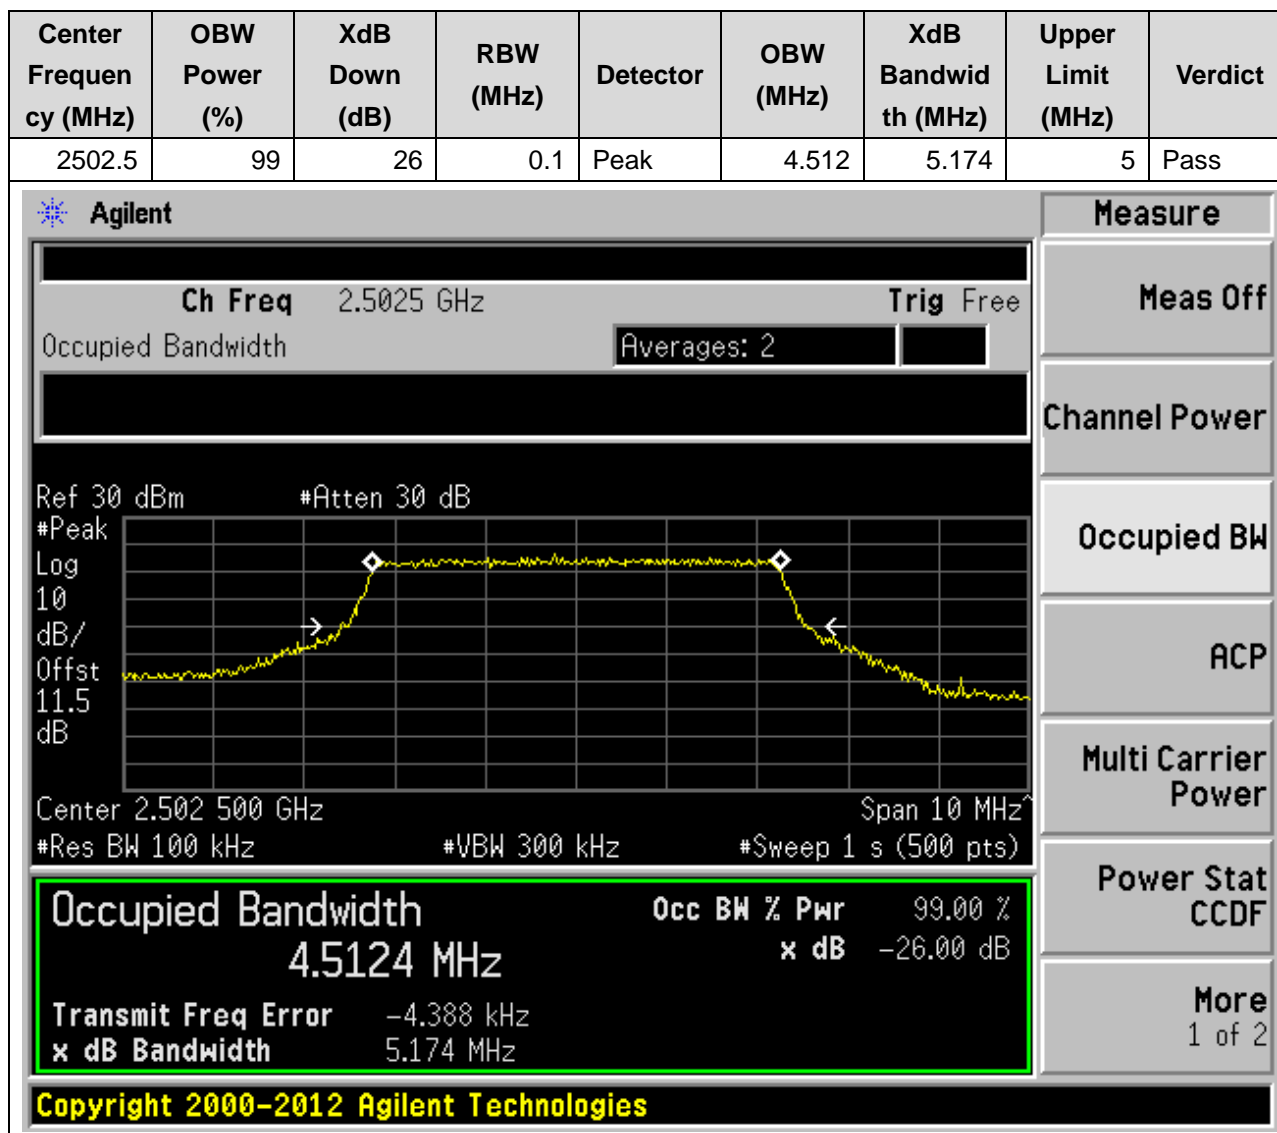 Center Frequen cy (MHz)
OBW Power (%)
XdB Down (dB)
RBW (MHz)
Detector
OBW (MHz)
XdB Bandwid th (MHz)
Upper Limit (MHz)
Verdict
2502.5 99 26 0.1 Peak 4.512 5.174 5 Pass
Agilent
Measure
Ch Freq 2.5025 GHz Trig Free
Meas Off
Occupied Bandwidth Averages: 2
Channel Power
Ref 30 dBm #Atten 30 dB
#Peak
Log
10
dB/
Offst
11.5
dB
Occupied BW
ACP
Multi Carrier
Power
Center 2.502 500 GHz Span 10 MHz^
#Res BW 100 kHz #VBW 300 kHz #Sweep 1 s (500 pts)
Power Stat
CCDF
Occupied Bandwidth Occ BW % Pwr 99.00 %
4.5124 MHz x dB -26.00 dB
Transmit Freq Error -4.388 kHz
x dB Bandwidth 5.174 MHz
More
1 of 2
Copyright 2000-2012 Agilent Technologies